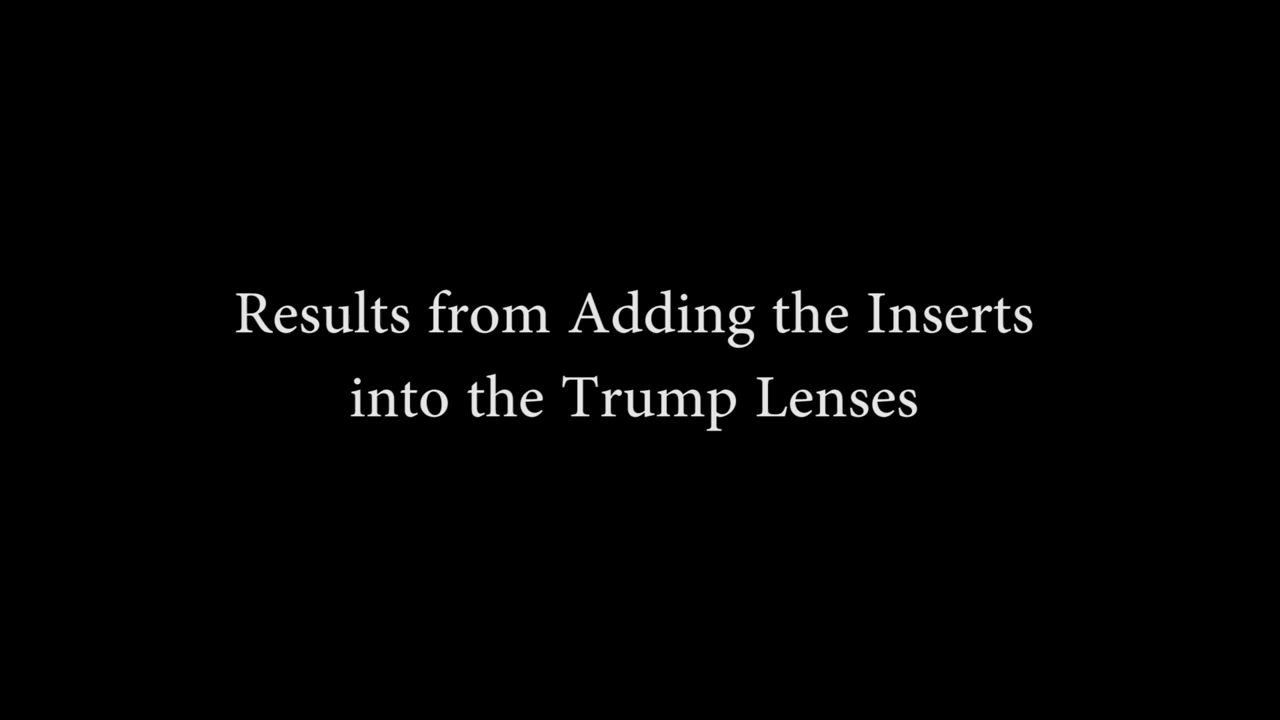 Results from Adding the Inserts
into the Trump Lenses